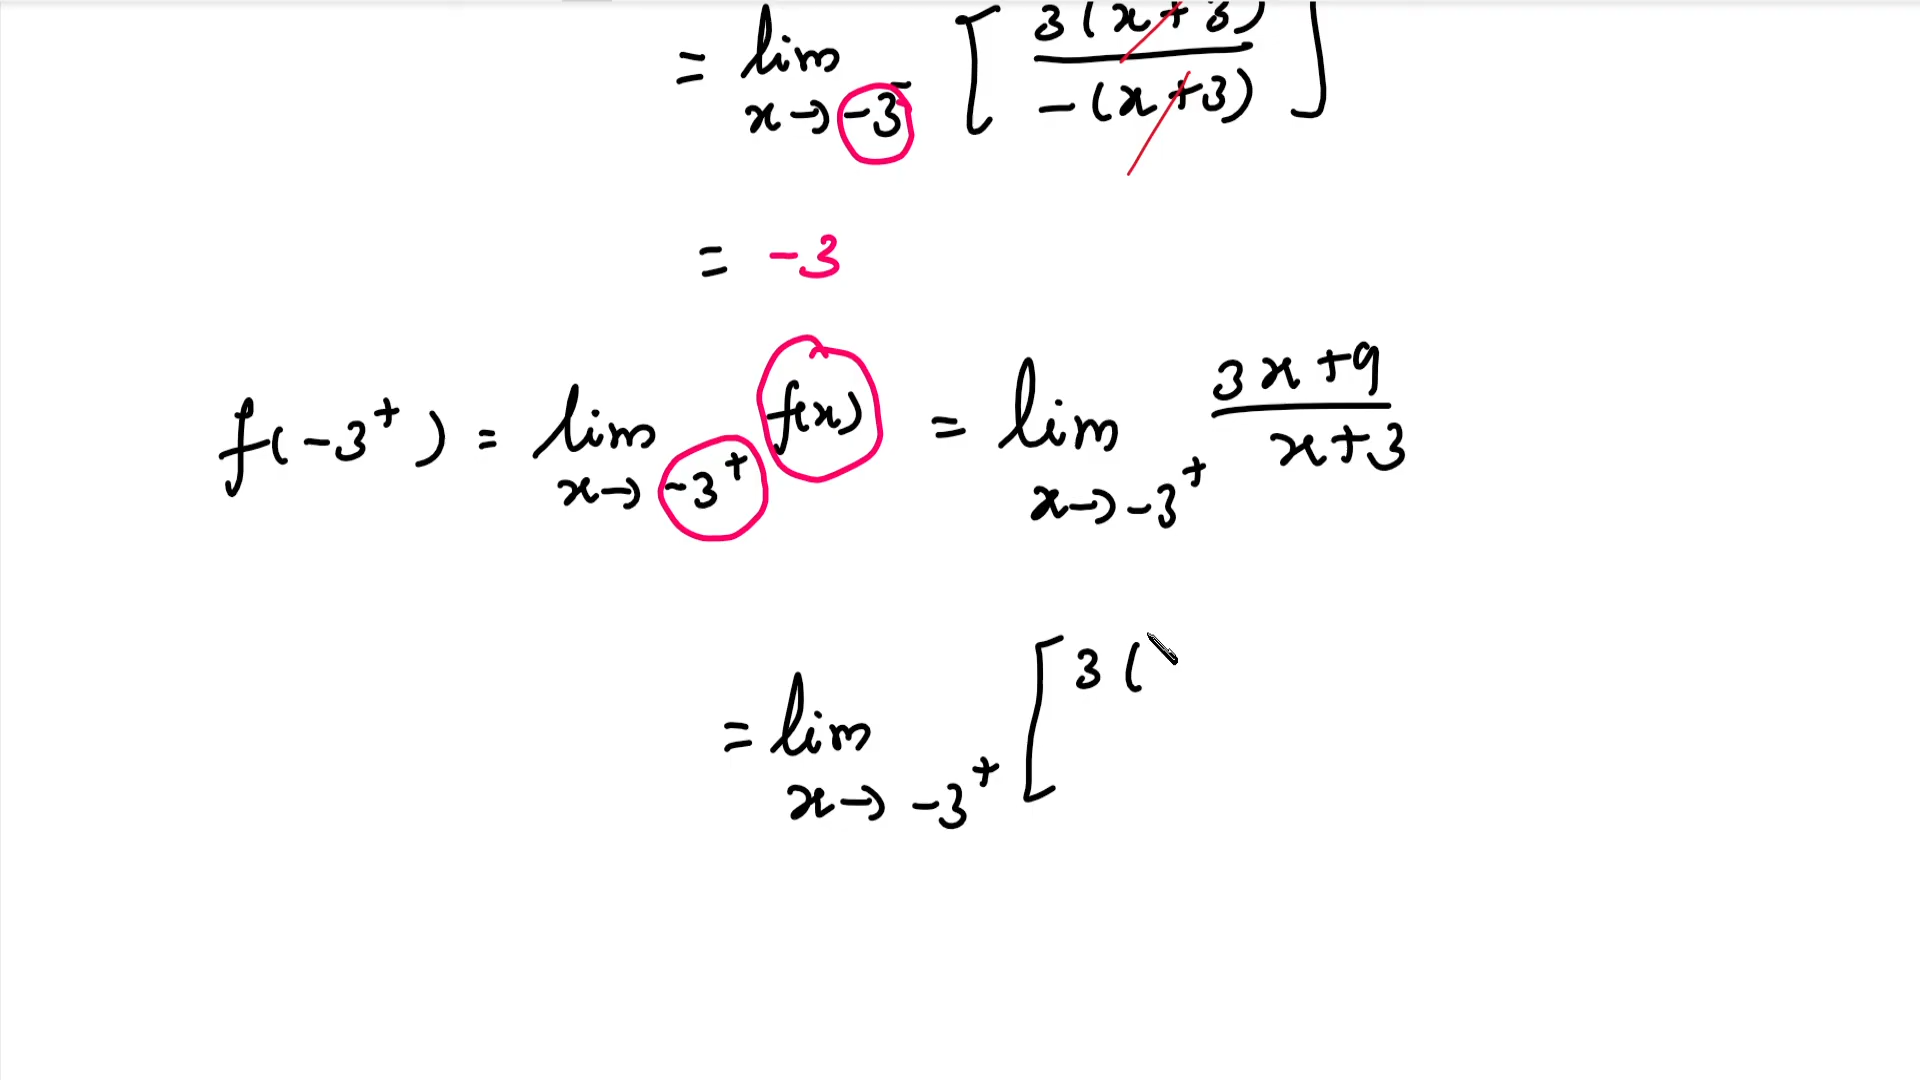 = lim x→-3⁻ [ 3(x+3) / -(x+3) ]
= -3
f(-3⁺) = lim x→-3⁺ f(x) = lim x→-3⁺ 3x+9 / x+3
= lim x→-3⁺ [ 3(